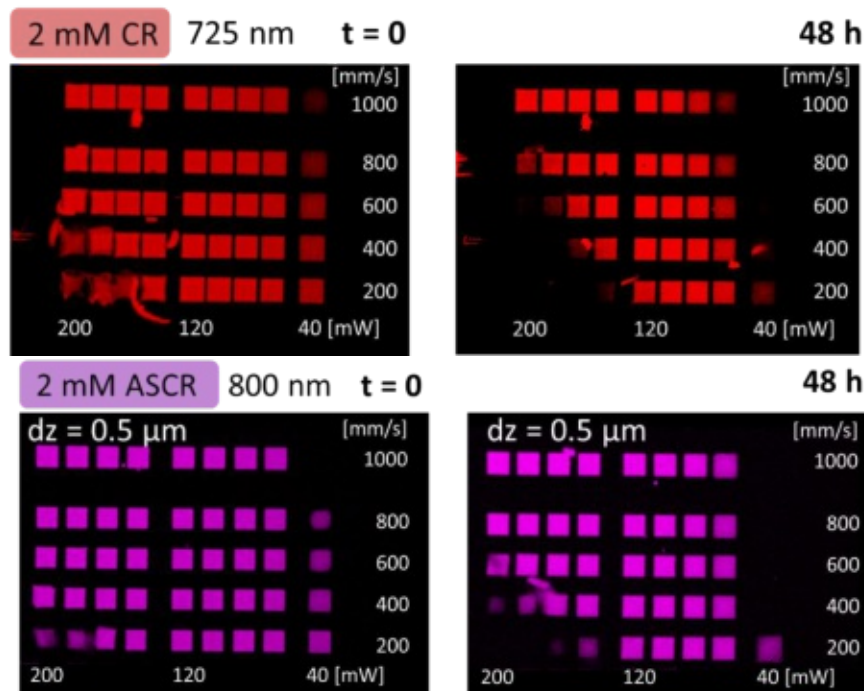 2 mM CR 725 nm t = 0 48 h
[mm/s] [mm/s]
1000 1000
800 800
600 600
400 400
200 200
200 120 40 [mW] 200 120 40 [mW]
2 mM ASCR 800 nm t = 0 48 h
dz = 0.5 µm [mm/s] dz = 0.5 µm [mm/s]
1000 1000
800 800
600 600
400 400
200 200
200 120 40 [mW] 200 120 40 [mW]